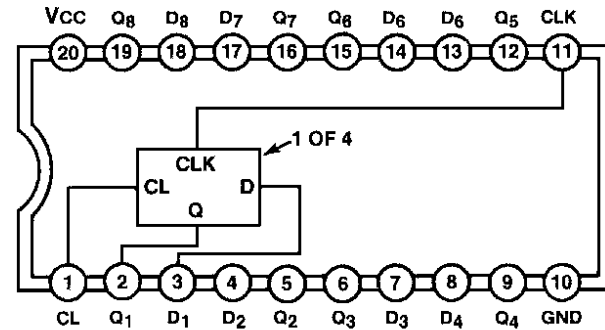 VCC Q8 D8 D7 Q7 Q6 D6 D6 Q5 CLK
20 19 18 17 16 15 14 13 12 11
1 OF 4
CLK
CL D
Q
1 2 3 4 5 6 7 8 9 10
CL Q1 D1 D2 Q2 Q3 D3 D4 Q4 GND